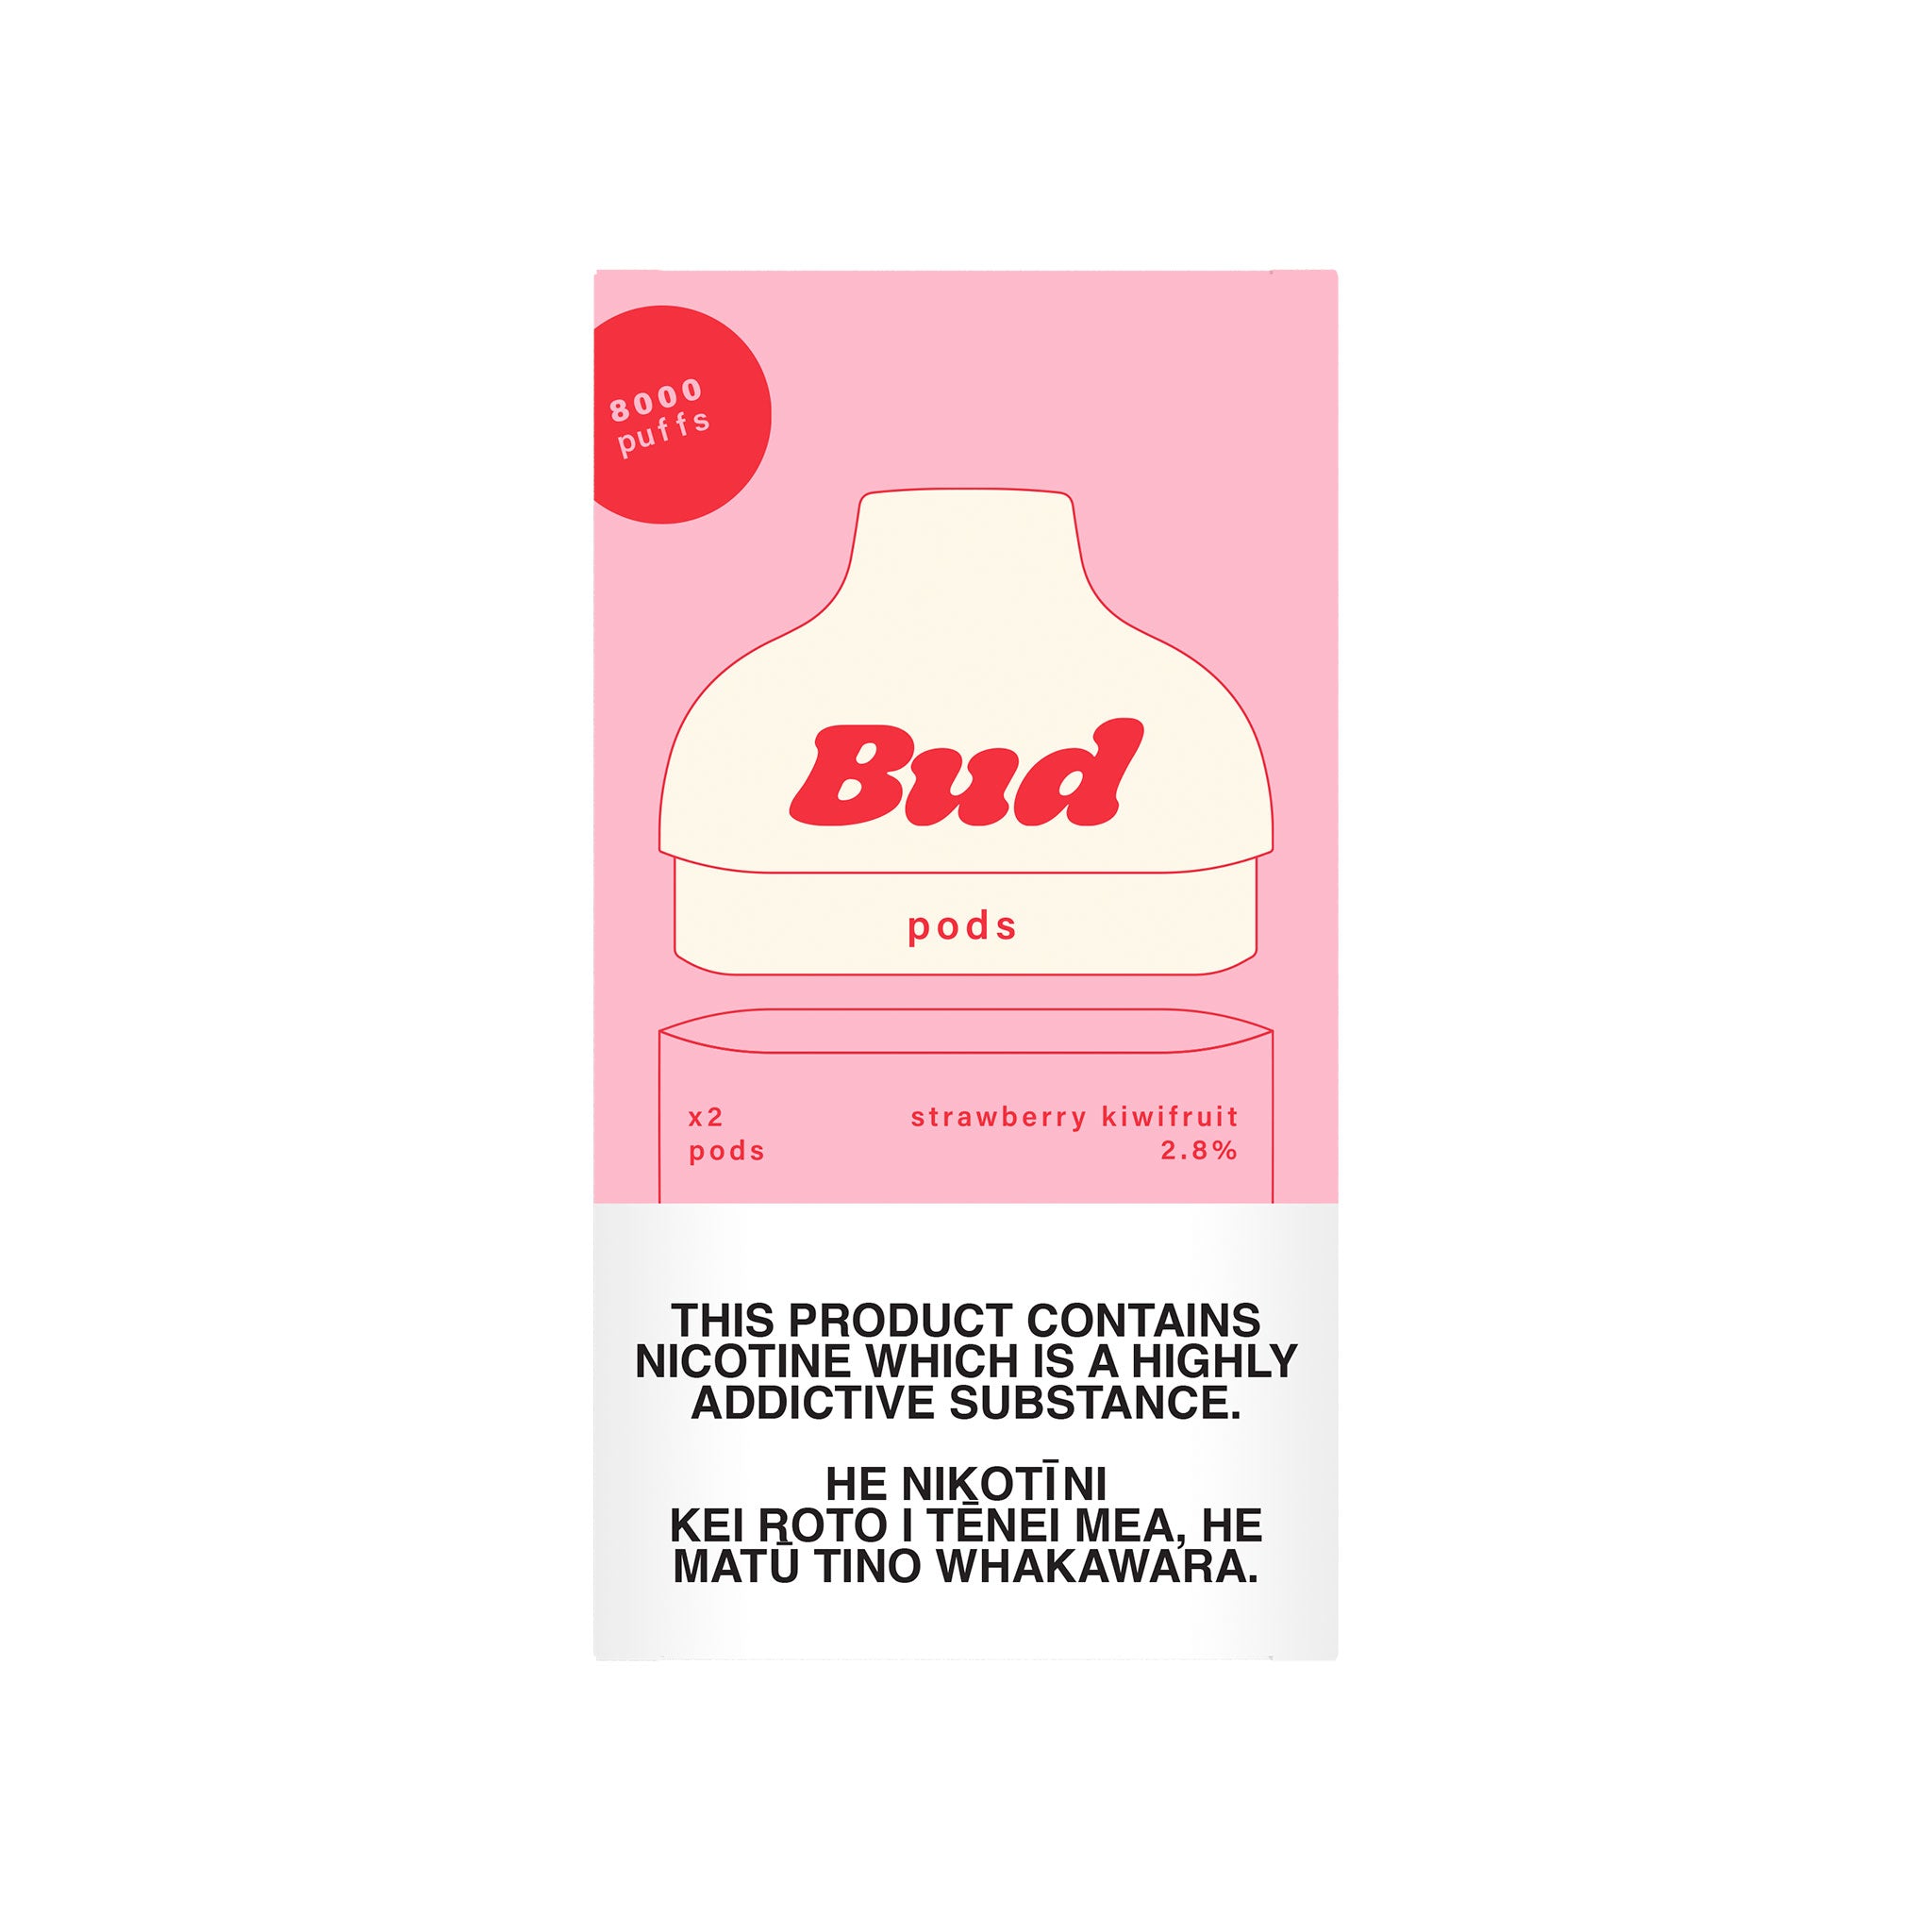 8000
puffs
Bud
pods
x2
pods
strawberry kiwifruit
2.8%
THIS PRODUCT CONTAINS
NICOTINE WHICH IS A HIGHLY
ADDICTIVE SUBSTANCE.
HE NIKOTĪNI
KEI ROTO I TĒNEI MEA, HE
MATŪ TINO WHAKAWARA.